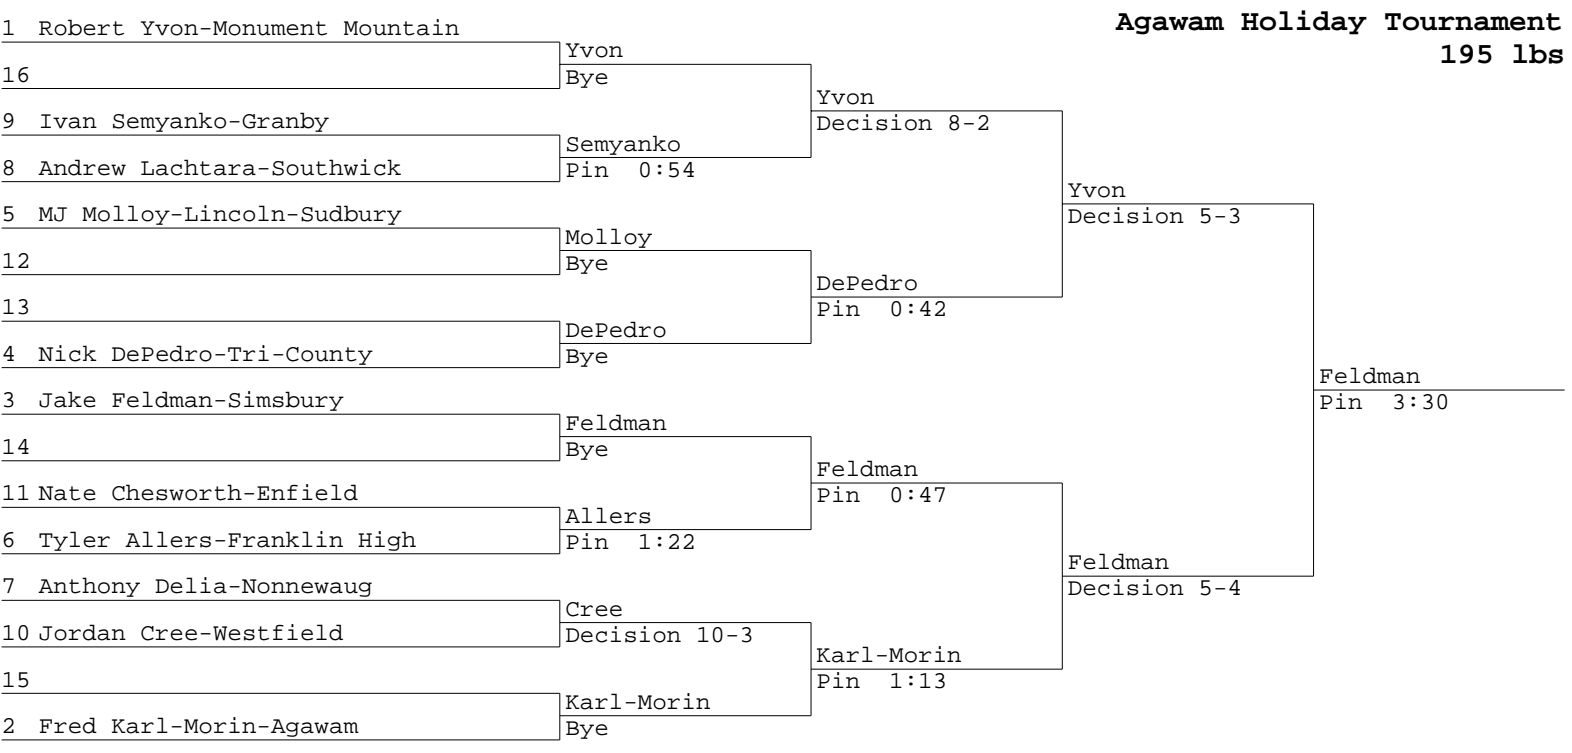 Agawam Holiday Tournament
195 lbs
1 Robert Yvon-Monument Mountain
16
9 Ivan Semyanko-Granby
8 Andrew Lachtara-Southwick
5 MJ Molloy-Lincoln-Sudbury
12
13
4 Nick DePedro-Tri-County
3 Jake Feldman-Simsbury
14
11 Nate Chesworth-Enfield
6 Tyler Allers-Franklin High
7 Anthony Delia-Nonnewaug
10 Jordan Cree-Westfield
15
2 Fred Karl-Morin-Agawam
Yvon
Bye
Semyanko
Pin 0:54
Molloy
Bye
DePedro
Bye
Feldman
Bye
Allers
Pin 1:22
Cree
Decision 10-3
Karl-Morin
Bye
Yvon
Decision 8-2
DePedro
Pin 0:42
Feldman
Pin 0:47
Karl-Morin
Pin 1:13
Yvon
Decision 5-3
Feldman
Decision 5-4
Feldman
Pin 3:30